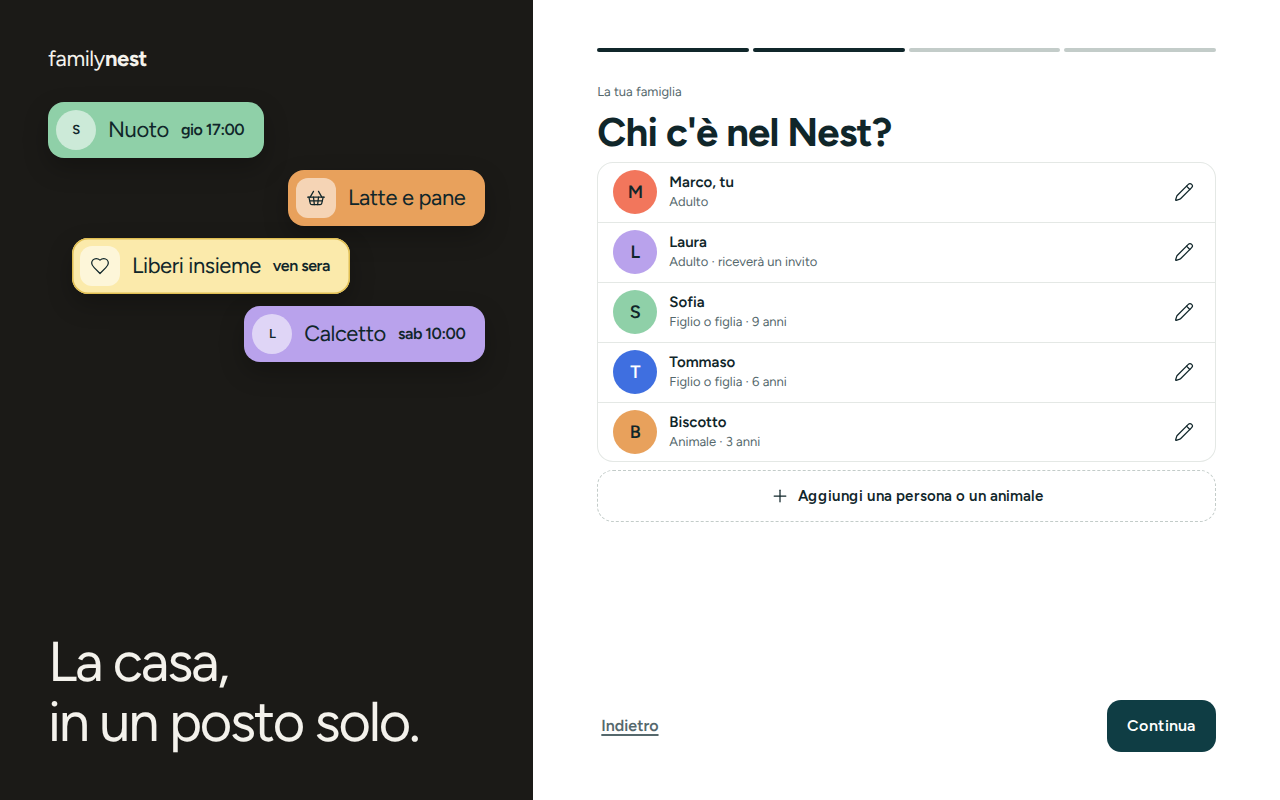 familynest
S Nuoto gio 17:00
Latte e pane
Liberi insieme ven sera
L Calcetto sab 10:00
La casa,
in un posto solo.
La tua famiglia
Chi c'è nel Nest?
M
Marco, tu
Adulto
L
Laura
Adulto · riceverà un invito
S
Sofia
Figlio o figlia · 9 anni
T
Tommaso
Figlio o figlia · 6 anni
B
Biscotto
Animale · 3 anni
Aggiungi una persona o un animale
Indietro
Continua